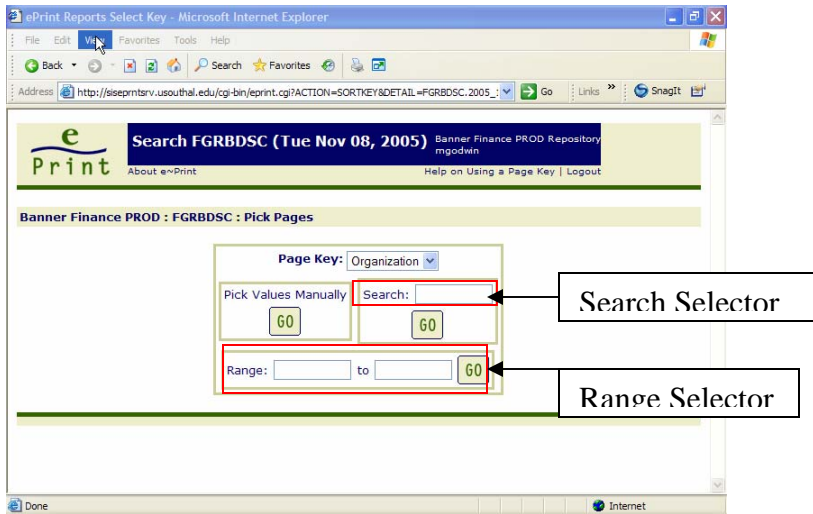 ePrint Reports Select Key - Microsoft Internet Explorer
File Edit View Favorites Tools Help
Back Search Favorites
Address http://siseprntsrv.usouthal.edu/cgi-bin/eprint.cgi?ACTION=SORTKEY&DETAIL=FGRBDSC.2005_ Go Links » SnagIt
e Print
Search FGRBDSC (Tue Nov 08, 2005) Banner Finance PROD Repository
mgodwin
About e~Print Help on Using a Page Key | Logout
Banner Finance PROD : FGRBDSC : Pick Pages
Page Key: Organization
Pick Values Manually Search:
GO GO
Search Selector
Range: to GO
Range Selector
Done Internet